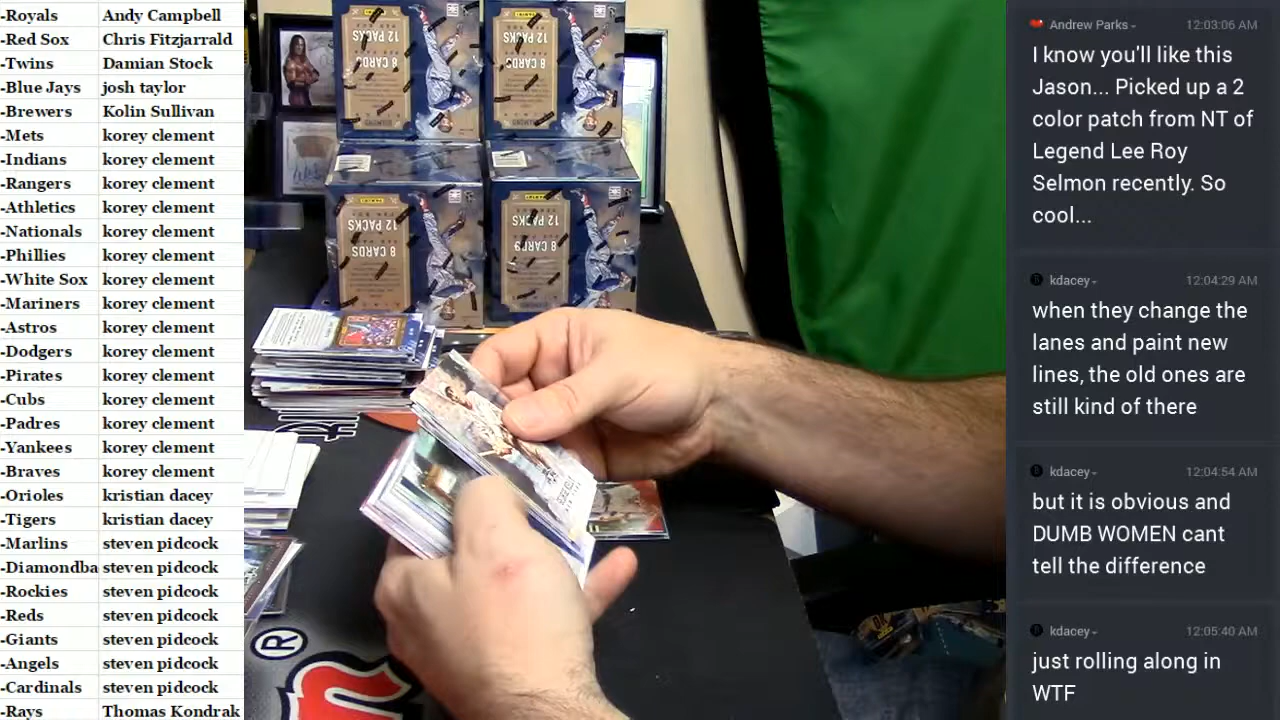 -Royals Andy Campbell
-Red Sox Chris Fitzjarrald
-Twins Damian Stock
-Blue Jays josh taylor
-Brewers Kolin Sullivan
-Mets korey clement
-Indians korey clement
-Rangers korey clement
-Athletics korey clement
-Nationals korey clement
-Phillies korey clement
-White Sox korey clement
-Mariners korey clement
-Astros korey clement
-Dodgers korey clement
-Pirates korey clement
-Cubs korey clement
-Padres korey clement
-Yankees korey clement
-Braves korey clement
-Orioles kristian dacey
-Tigers kristian dacey
-Marlins steven pidcock
-Diamondba steven pidcock
-Rockies steven pidcock
-Reds steven pidcock
-Giants steven pidcock
-Angels steven pidcock
-Cardinals steven pidcock
-Rays Thomas Kondrak
12 PACKS
8 CARDS
12 PACKS
8 CARDS
12 PACKS
8 CARDS
12 PACKS
8 CARDS
®
Andrew Parks 12:03:06 AM
I know you'll like this
Jason... Picked up a 2
color patch from NT of
Legend Lee Roy
Selmon recently. So
cool...
kdacey 12:04:29 AM
when they change the
lanes and paint new
lines, the old ones are
still kind of there
kdacey 12:04:54 AM
but it is obvious and
DUMB WOMEN cant
tell the difference
kdacey 12:05:40 AM
just rolling along in
WTF